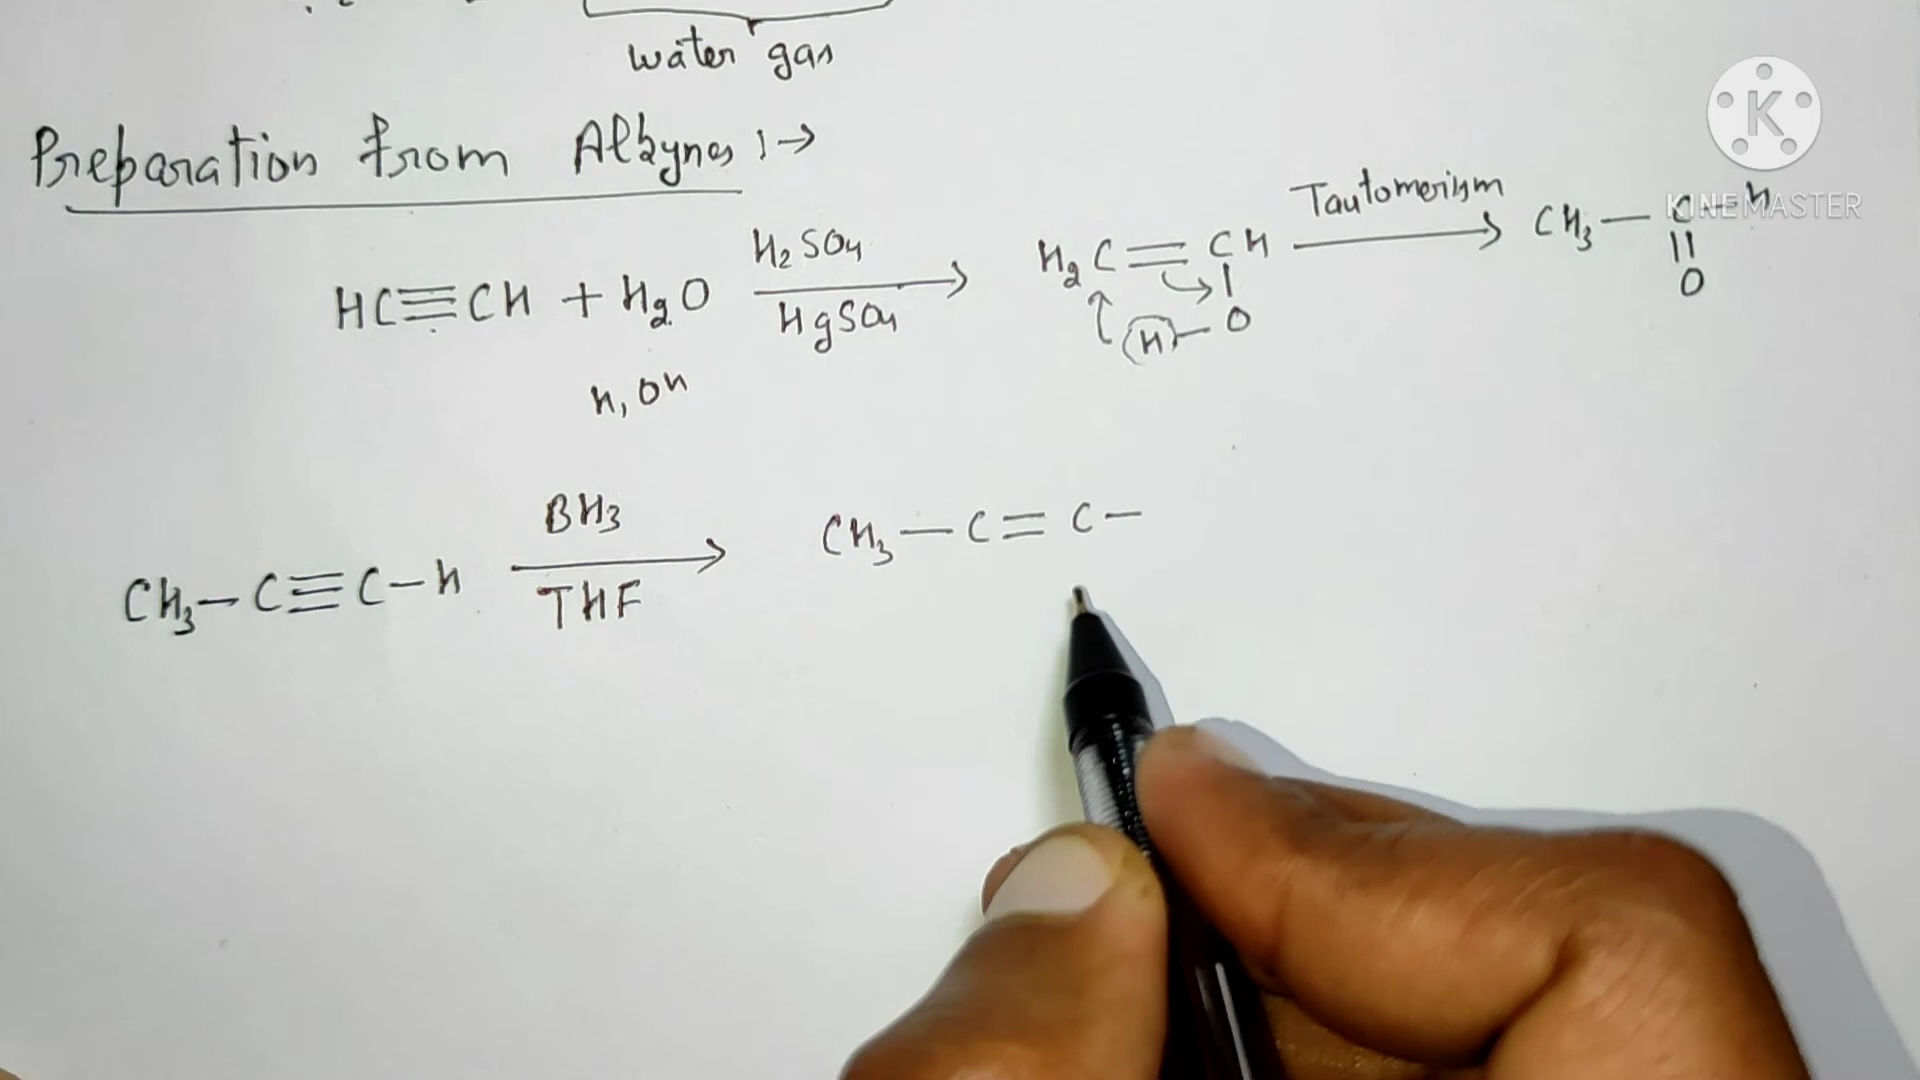 water gas
Preparation from Alkynes :→
HC≡CH + H2O H2SO4 HgSO4 → H2C=CH Tautomerism → CH3-C-H
H-O O
H, OH
CH3-C≡C-H BH3 THF → CH3-C=C-
K
KINEMASTER